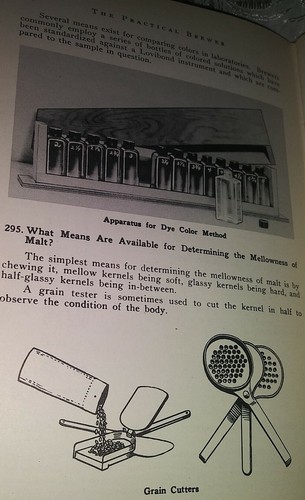 THE PRACTICAL BREWER
Several means exist for comparing colors in laboratories. Brewers
commonly employ a series of bottles of colored solutions which have
been standardized against a Lovibond instrument and which are com-
pared to the sample in question.
Apparatus for Dye Color Method
295. What Means Are Available for Determining the Mellowness of
Malt?
The simplest means for determining the mellowness of malt is by
chewing it, mellow kernels being soft, glassy kernels being hard, and
half-glassy kernels being in-between.
A grain tester is sometimes used to cut the kernel in half to
observe the condition of the body.
Grain Cutters